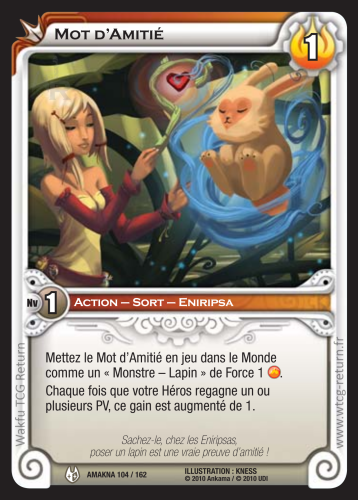 Mot d'Amitié
1
Nv 1
Action – Sort – Eniripsa
Mettez le Mot d'Amitié en jeu dans le Monde
comme un « Monstre – Lapin » de Force 1 .
Chaque fois que votre Héros regagne un ou
plusieurs PV, ce gain est augmenté de 1.
Sachez-le, chez les Eniripsas,
poser un lapin est une vraie preuve d'amitié !
Wakfu TCG Return
www.wtcg-return.fr
AMAKNA 104 / 162
ILLUSTRATION : KNESS
© 2010 Ankama / © 2010 UDI